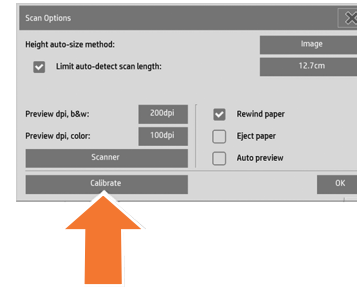 Scan Options
Height auto-size method: Image
Limit auto-detect scan length: 12.7cm
Preview dpi, b&w: 200dpi Rewind paper
Preview dpi, color: 100dpi Eject paper
Scanner Auto preview
Calibrate OK